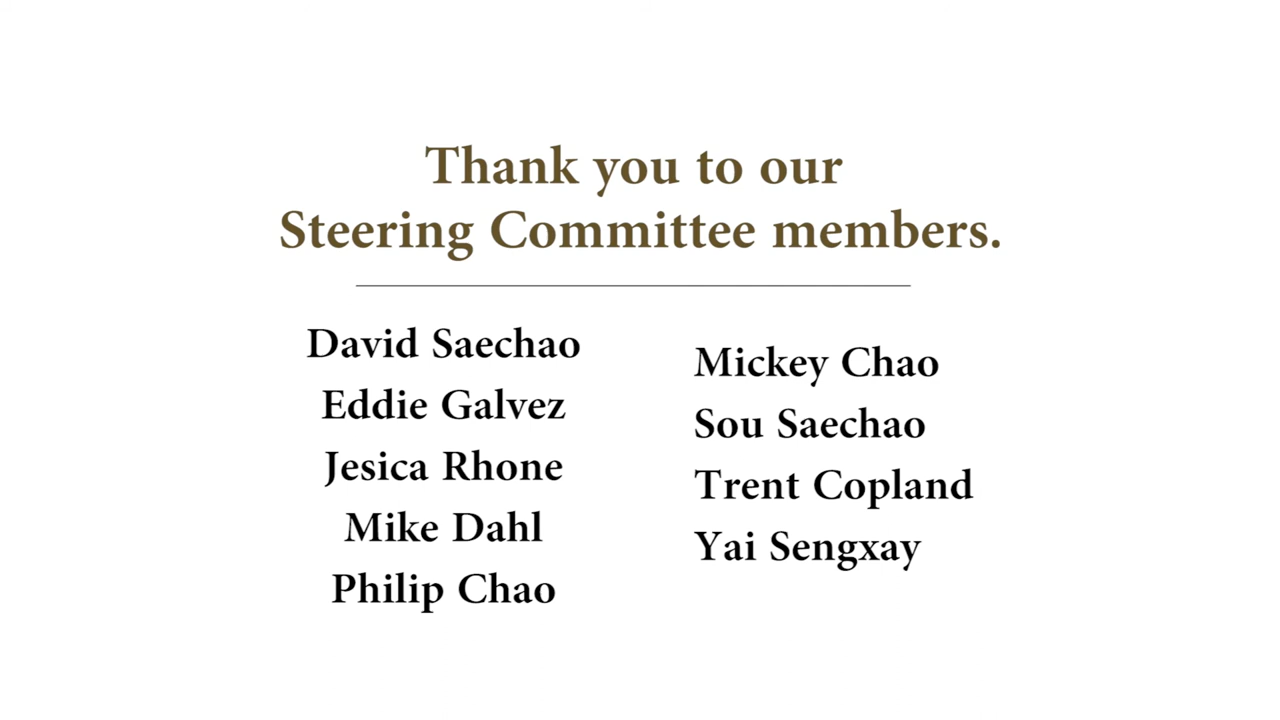 Thank you to our
Steering Committee members.
David Saechao
Eddie Galvez
Jesica Rhone
Mike Dahl
Philip Chao
Mickey Chao
Sou Saechao
Trent Copland
Yai Sengxay